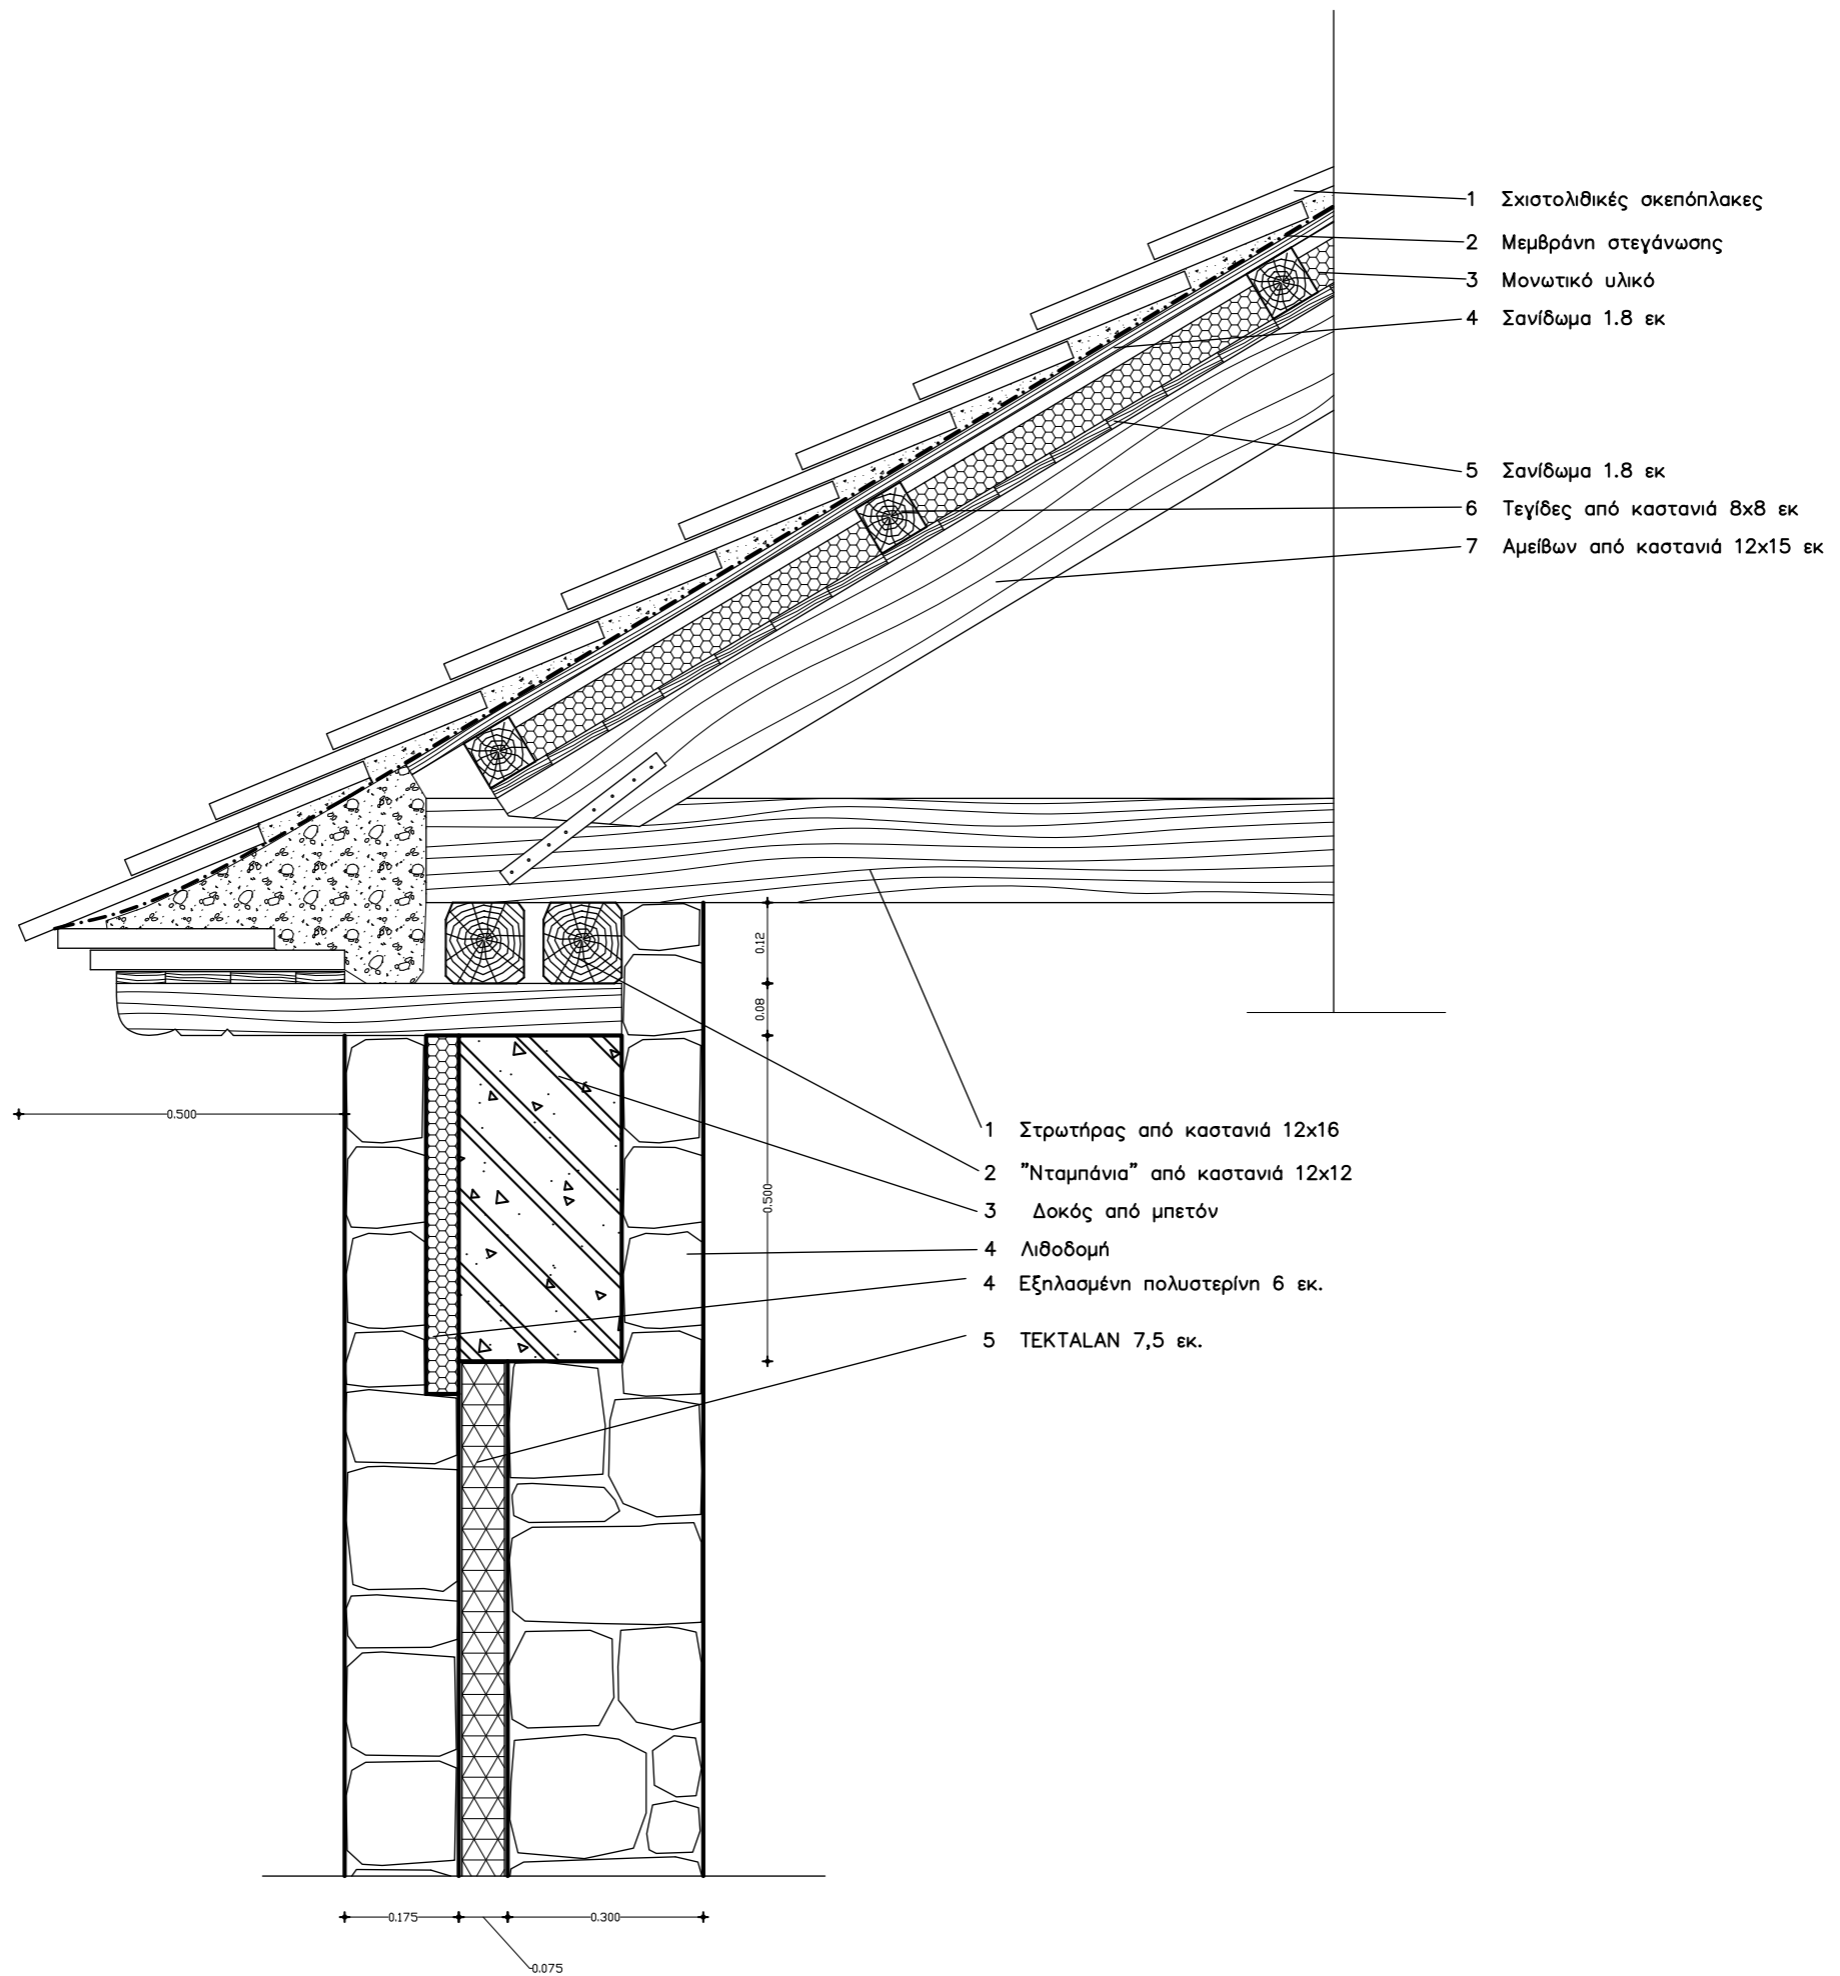 1 Σχιστολιθικές σκεπόπλακες
2 Μεμβράνη στεγάνωσης
3 Μονωτικό υλικό
4 Σανίδωμα 1.8 εκ
5 Σανίδωμα 1.8 εκ
6 Τεγίδες από καστανιά 8x8 εκ
7 Αμείβων από καστανιά 12x15 εκ
0.12
0.08
0.500
0.500
1 Στρωτήρας από καστανιά 12x16
2 "Νταμπάνια" από καστανιά 12x12
3 Δοκός από μπετόν
4 Λιθοδομή
4 Εξηλασμένη πολυστερίνη 6 εκ.
5 TEKTALAN 7,5 εκ.
0.175
0.300
0.075